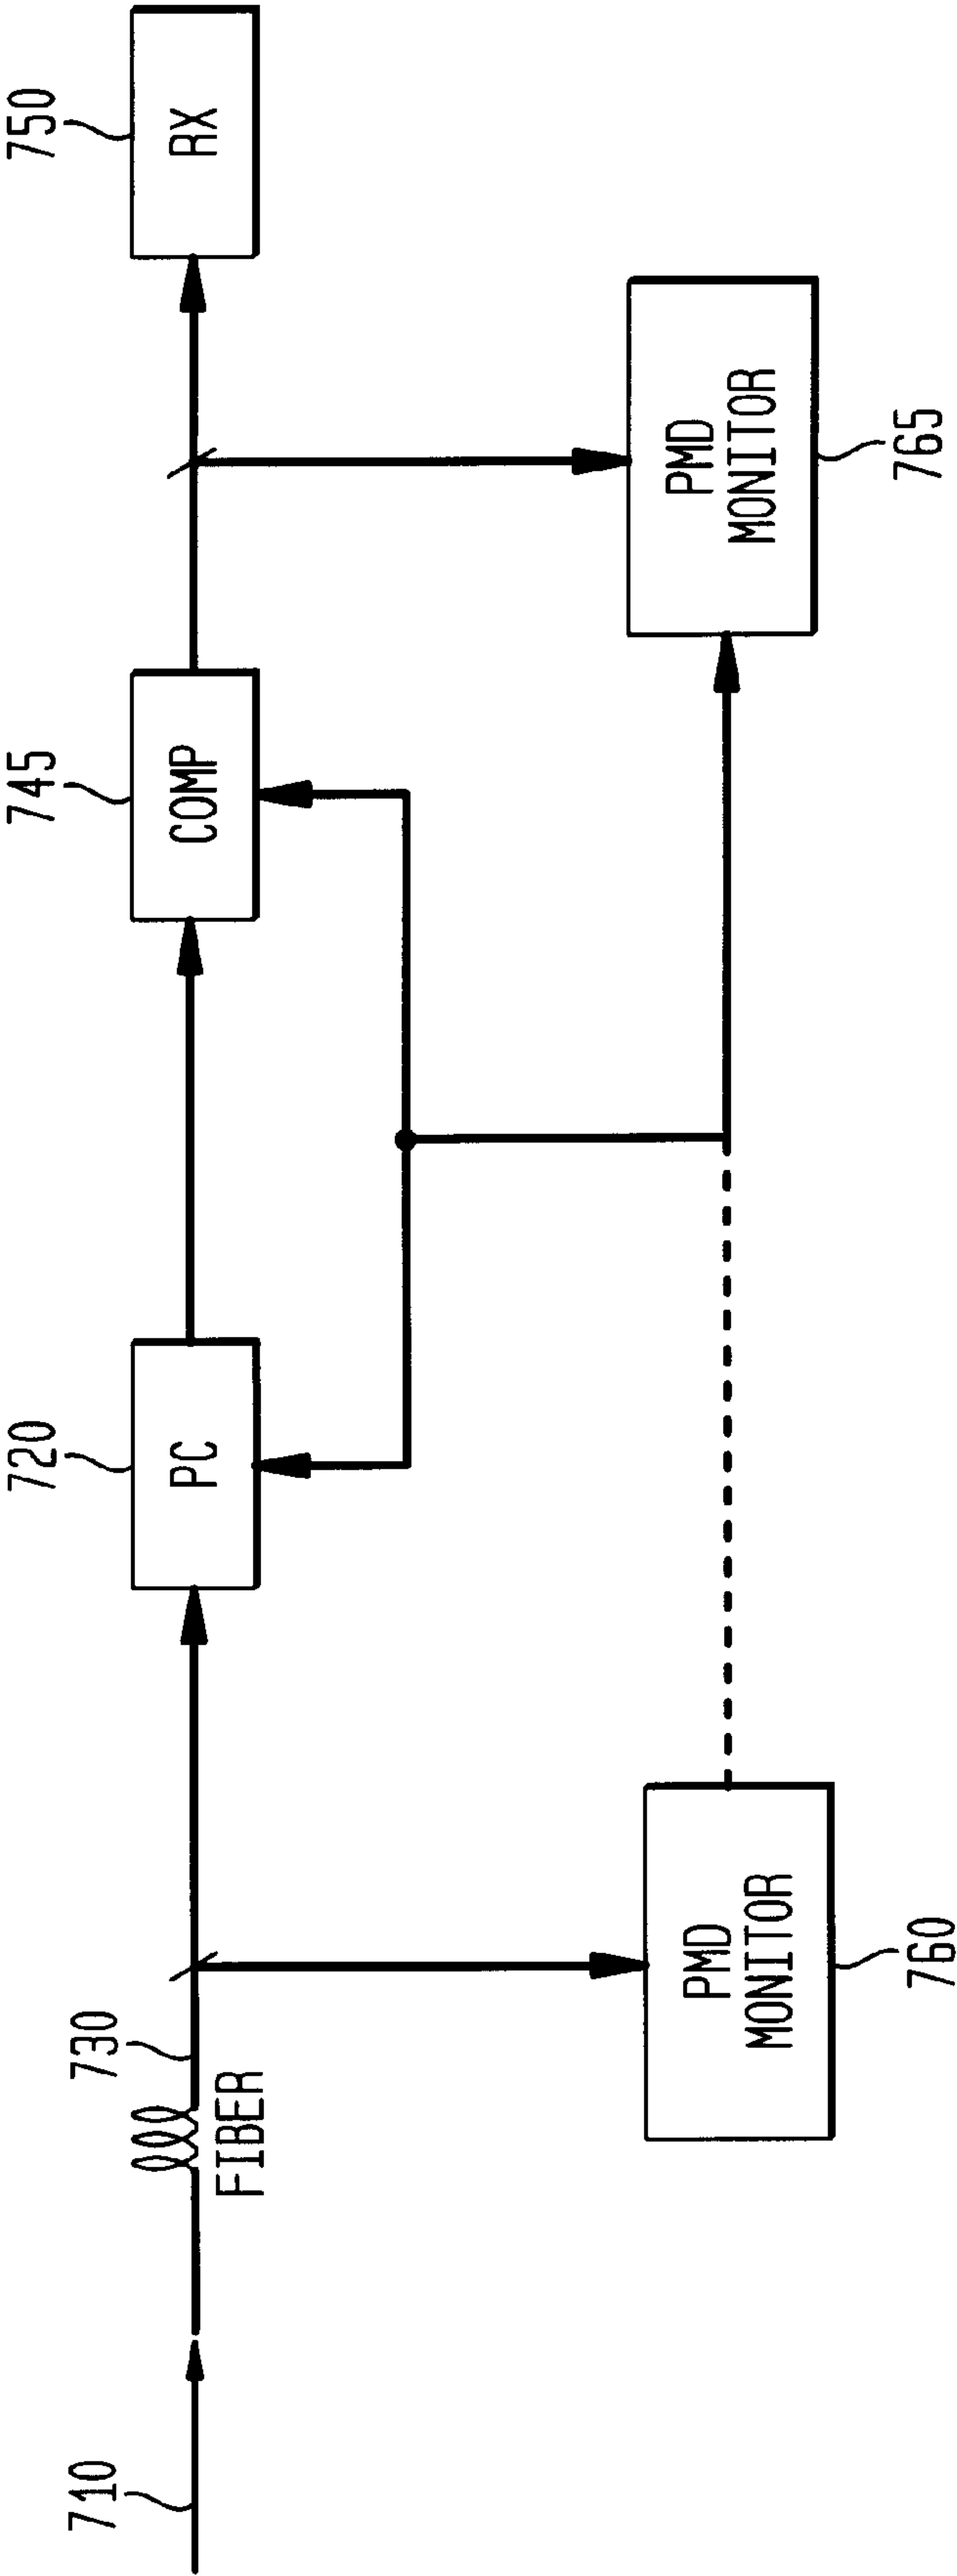 710
730
FIBER
720
PC
745
COMP
750
RX
PMD
MONITOR
760
PMD
MONITOR
765